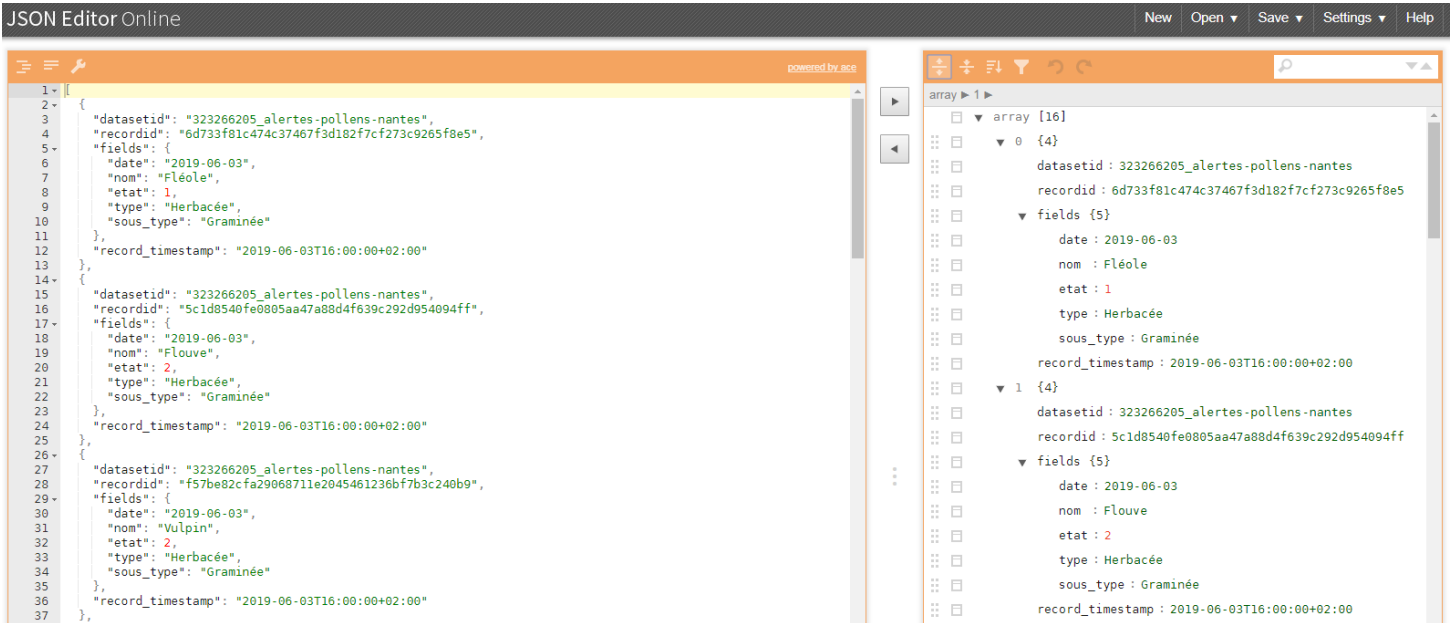 JSON Editor Online
New Open ▼ Save ▼ Settings ▼ Help
powered by ace
1 [
2 {
3 "datasetid": "323266205_alertes-pollens-nantes",
4 "recordid": "6d733f81c474c37467f3d182f7cf273c9265f8e5",
5 "fields": {
6 "date": "2019-06-03",
7 "nom": "Fléole",
8 "etat": 1,
9 "type": "Herbacée",
10 "sous_type": "Graminée"
11 },
12 "record_timestamp": "2019-06-03T16:00:00+02:00"
13 },
14 {
15 "datasetid": "323266205_alertes-pollens-nantes",
16 "recordid": "5c1d8540fe0805aa47a88d4f639c292d954094ff",
17 "fields": {
18 "date": "2019-06-03",
19 "nom": "Flouve",
20 "etat": 2,
21 "type": "Herbacée",
22 "sous_type": "Graminée"
23 },
24 "record_timestamp": "2019-06-03T16:00:00+02:00"
25 },
26 {
27 "datasetid": "323266205_alertes-pollens-nantes",
28 "recordid": "f57be82cfa29068711e2045461236bf7b3c240b9",
29 "fields": {
30 "date": "2019-06-03",
31 "nom": "Vulpin",
32 "etat": 2,
33 "type": "Herbacée",
34 "sous_type": "Graminée"
35 },
36 "record_timestamp": "2019-06-03T16:00:00+02:00"
37 },
array ▶ 1 ▶
▼ array [16]
▼ 0 {4}
datasetid : 323266205_alertes-pollens-nantes
recordid : 6d733f81c474c37467f3d182f7cf273c9265f8e5
▼ fields {5}
date : 2019-06-03
nom : Fléole
etat : 1
type : Herbacée
sous_type : Graminée
record_timestamp : 2019-06-03T16:00:00+02:00
▼ 1 {4}
datasetid : 323266205_alertes-pollens-nantes
recordid : 5c1d8540fe0805aa47a88d4f639c292d954094ff
▼ fields {5}
date : 2019-06-03
nom : Flouve
etat : 2
type : Herbacée
sous_type : Graminée
record_timestamp : 2019-06-03T16:00:00+02:00